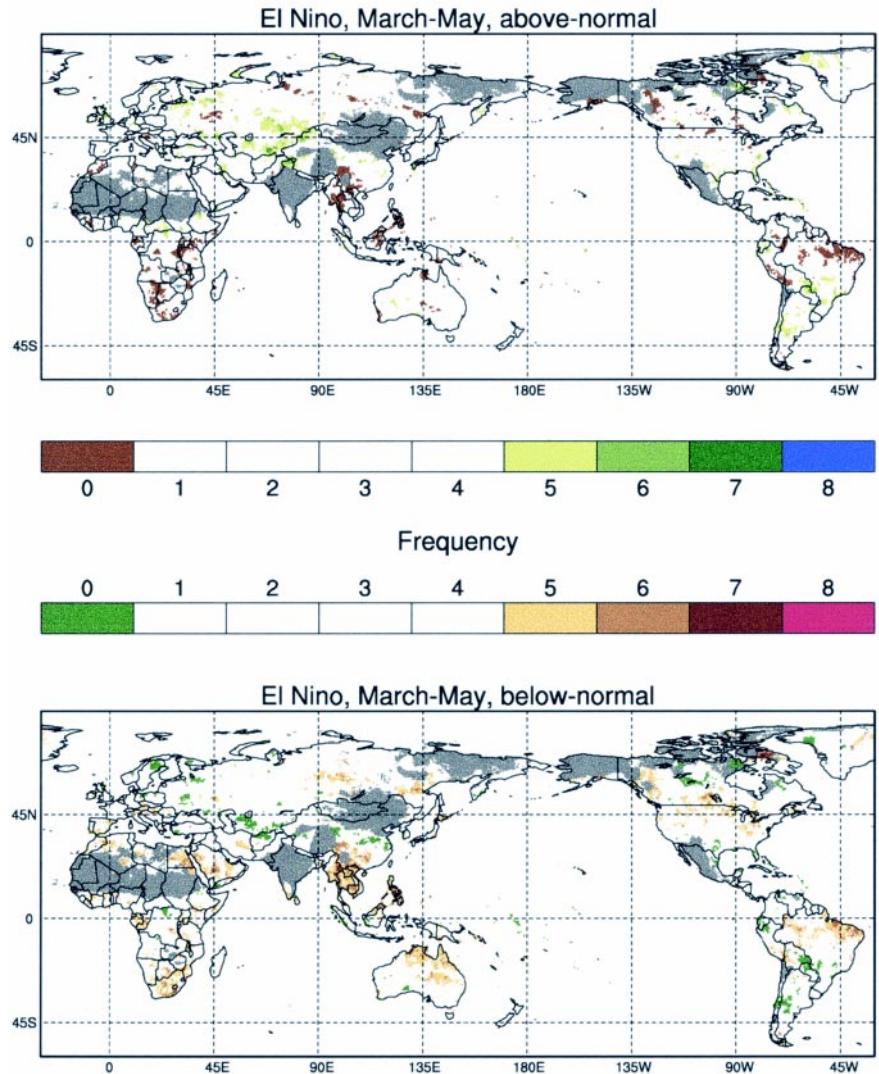 El Nino, March-May, above-normal
45N
0
45S
0 45E 90E 135E 180E 135W 90W 45W
0 1 2 3 4 5 6 7 8
Frequency
0 1 2 3 4 5 6 7 8
El Nino, March-May, below-normal
45N
0
45S
0 45E 90E 135E 180E 135W 90W 45W